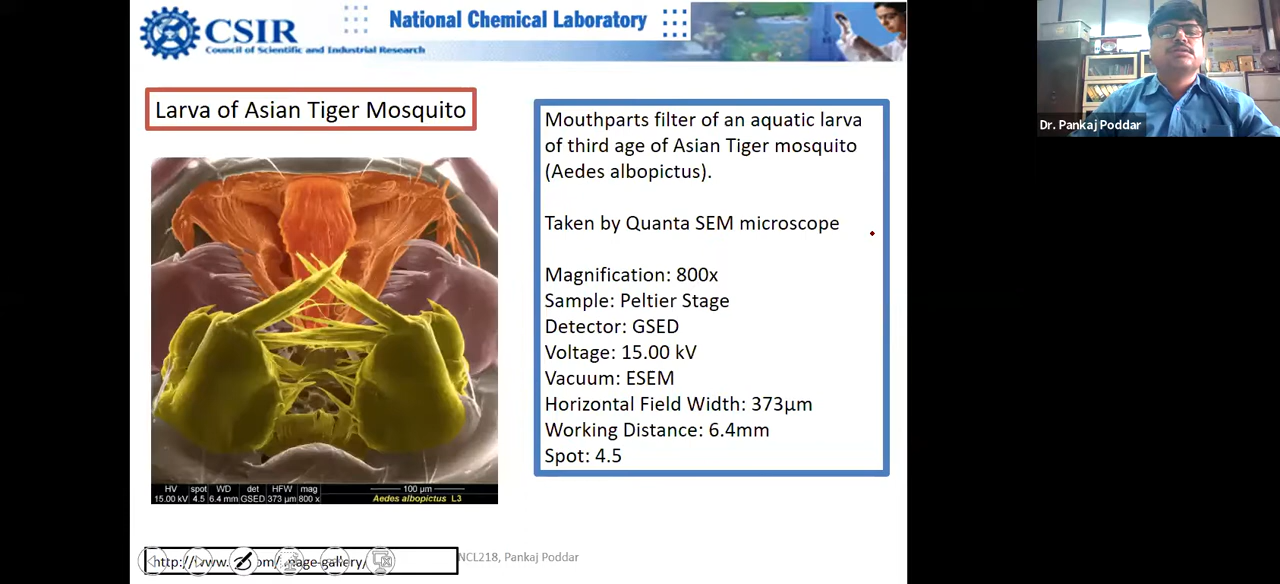 CSIR
Council of Scientific and Industrial Research
National Chemical Laboratory
Dr. Pankaj Poddar
Larva of Asian Tiger Mosquito
Mouthparts filter of an aquatic larva
of third age of Asian Tiger mosquito
(Aedes albopictus).
Taken by Quanta SEM microscope
Magnification: 800x
Sample: Peltier Stage
Detector: GSED
Voltage: 15.00 kV
Vacuum: ESEM
Horizontal Field Width: 373µm
Working Distance: 6.4mm
Spot: 4.5
HV spot WD det HFW mag
15.00 kV 4.5 6.4 mm GSED 373 µm 800 x
100 µm
Aedes albopictus L3
http://www.
NCL218, Pankaj Poddar